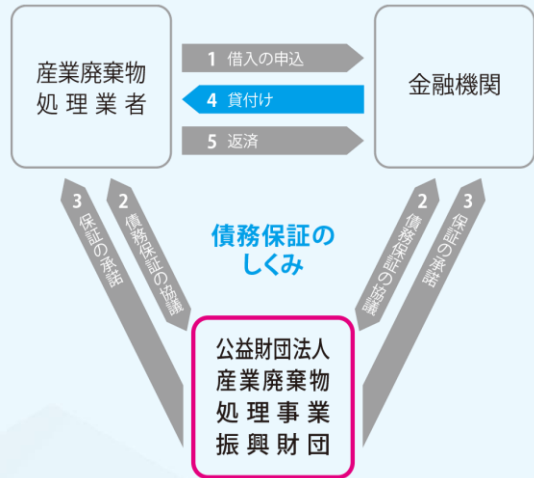 産業廃棄物
処理業者
1 借入の申込
4 貸付け
5 返済
金融機関
3 保証の承諾
2 債務保証の協議
債務保証の
しくみ
2 債務保証の協議
3 保証の承諾
公益財団法人
産業廃棄物
処理事業
振興財団